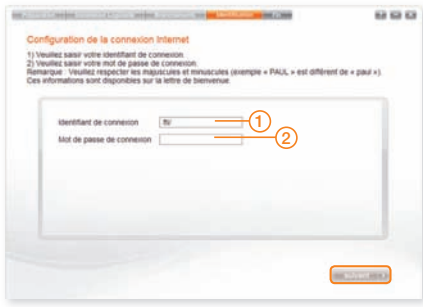 Identification
Configuration de la connexion Internet
1) Veuillez saisir votre identifiant de connexion.
2) Veuillez saisir votre mot de passe de connexion.
Remarque : Veuillez respecter les majuscules et minuscules (exemple « PAUL » est différent de « paul »).
Ces informations sont disponibles sur la lettre de bienvenue.
Identifiant de connexion fti/ 1
Mot de passe de connexion 2
suivant